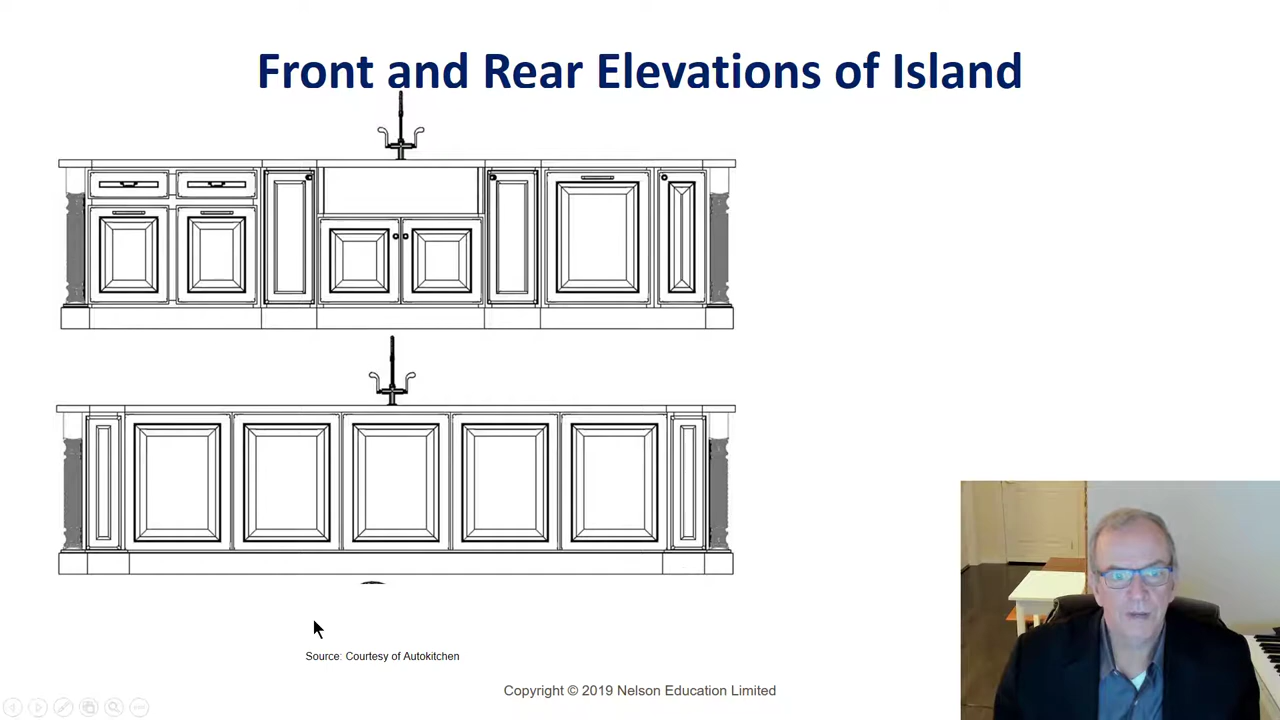 Front and Rear Elevations of Island
Source: Courtesy of Autokitchen
Copyright © 2019 Nelson Education Limited